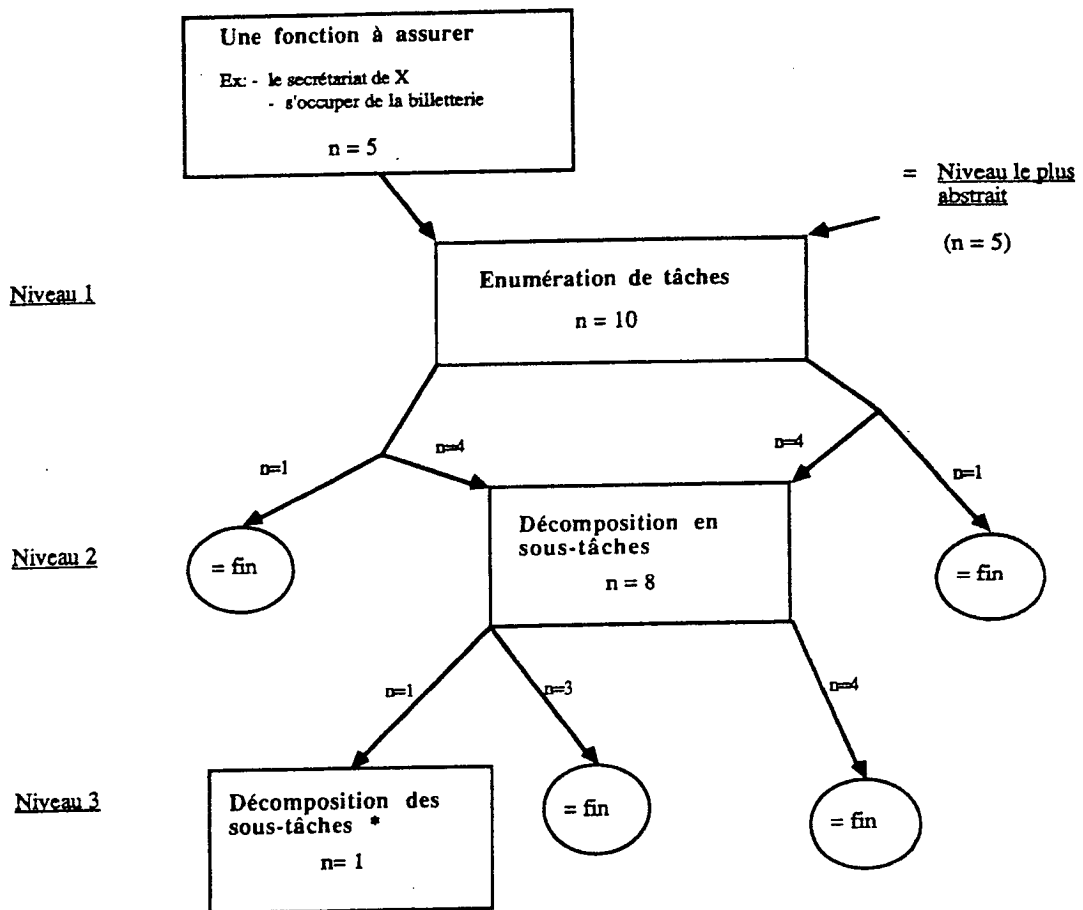 Une fonction à assurer
Ex: - le secrétariat de X
- s'occuper de la billetterie
n = 5
= Niveau le plus
abstrait
(n = 5)
Niveau 1
Enumération de tâches
n = 10
n=1
n=4
n=4
n=1
Niveau 2
= fin
Décomposition en
sous-tâches
n = 8
= fin
n=1
n=3
n=4
Niveau 3
Décomposition des
sous-tâches *
n= 1
= fin
= fin